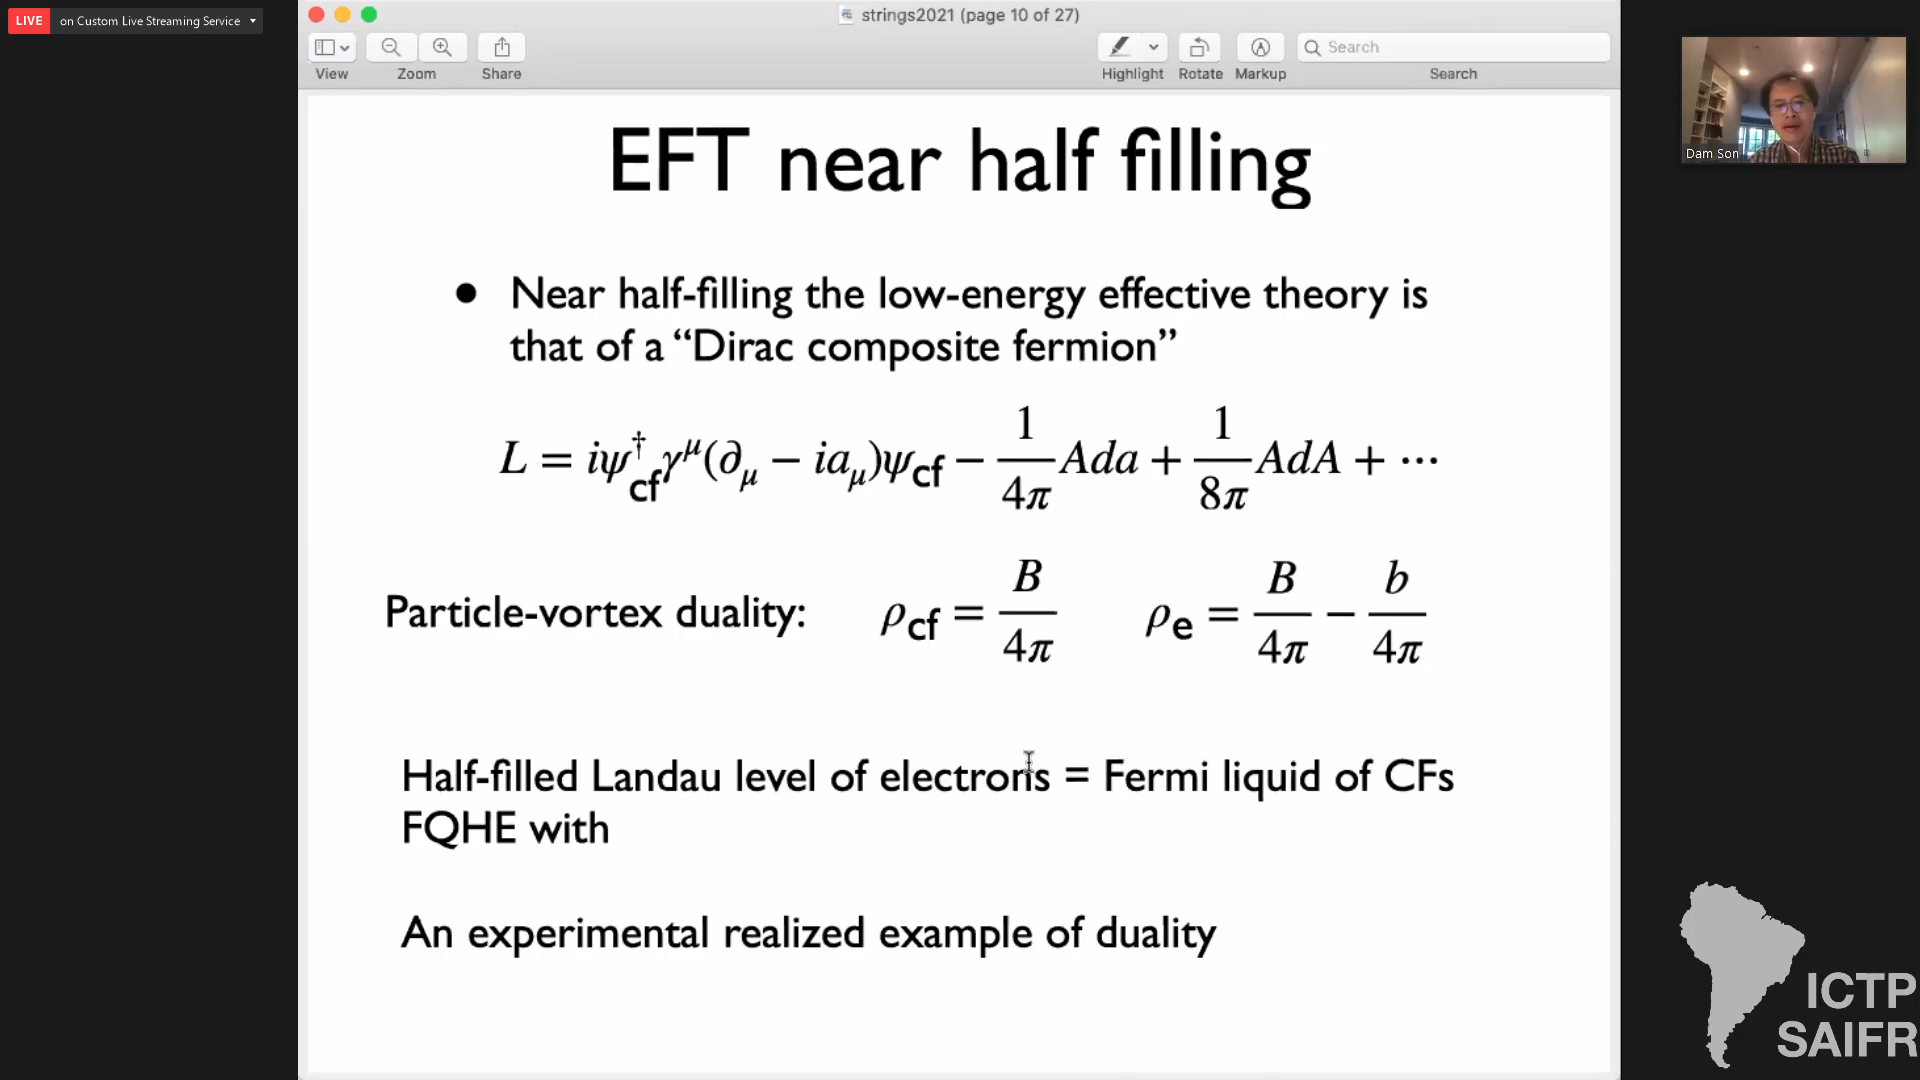 LIVE on Custom Live Streaming Service
strings2021 (page 10 of 27)
View Zoom Share Highlight Rotate Markup Search
Search
Dam Son
EFT near half filling
• Near half-filling the low-energy effective theory is
that of a “Dirac composite fermion”
L = iψ†cf γ^μ(∂_μ − ia_μ)ψcf − 1/4π Ada + 1/8π AdA + ⋯
Particle-vortex duality: ρcf = B/4π ρe = B/4π − b/4π
Half-filled Landau level of electrons = Fermi liquid of CFs
FQHE with
An experimental realized example of duality
ICTP
SAIFR